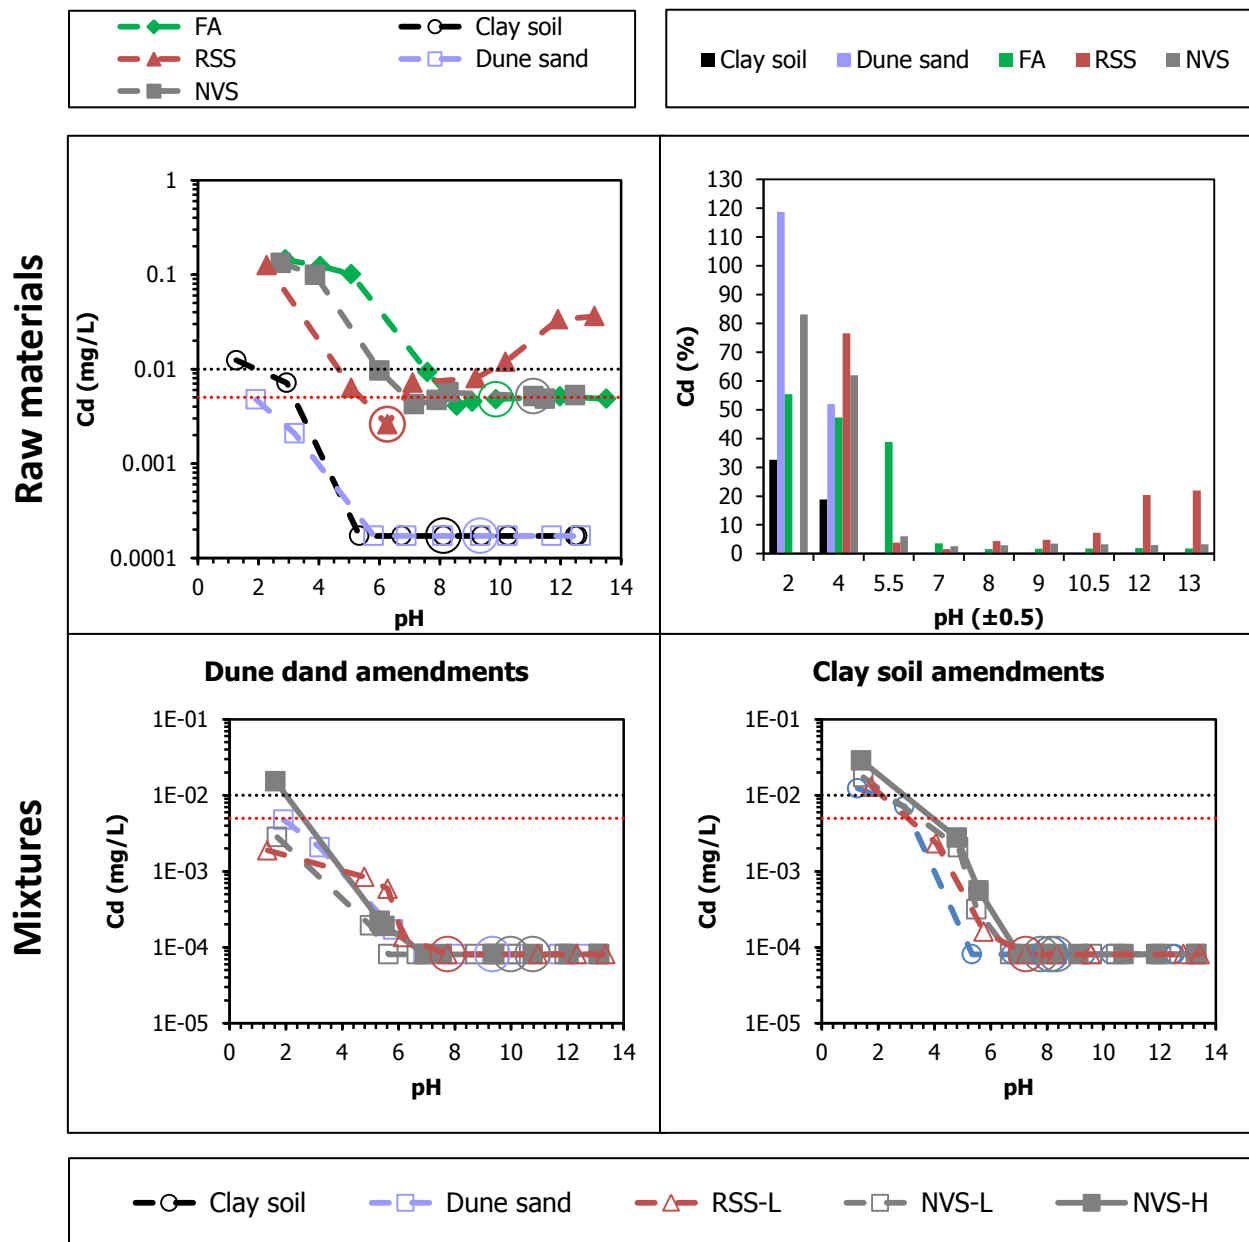 FA
Clay soil
RSS
Dune sand
NVS
Clay soil Dune sand FA RSS NVS
Raw materials
1
0.1
0.01
0.001
0.0001
0 2 4 6 8 10 12 14
Cd (mg/L)
pH
130
120
110
100
90
80
70
60
50
40
30
20
10
0
2 4 5.5 7 8 9 10.5 12 13
Cd (%)
pH (±0.5)
Mixtures
Dune dand amendments
1E-01
1E-02
1E-03
1E-04
1E-05
0 2 4 6 8 10 12 14
Cd (mg/L)
pH
Clay soil amendments
1E-01
1E-02
1E-03
1E-04
1E-05
0 2 4 6 8 10 12 14
Cd (mg/L)
pH
Clay soil Dune sand RSS-L NVS-L NVS-H